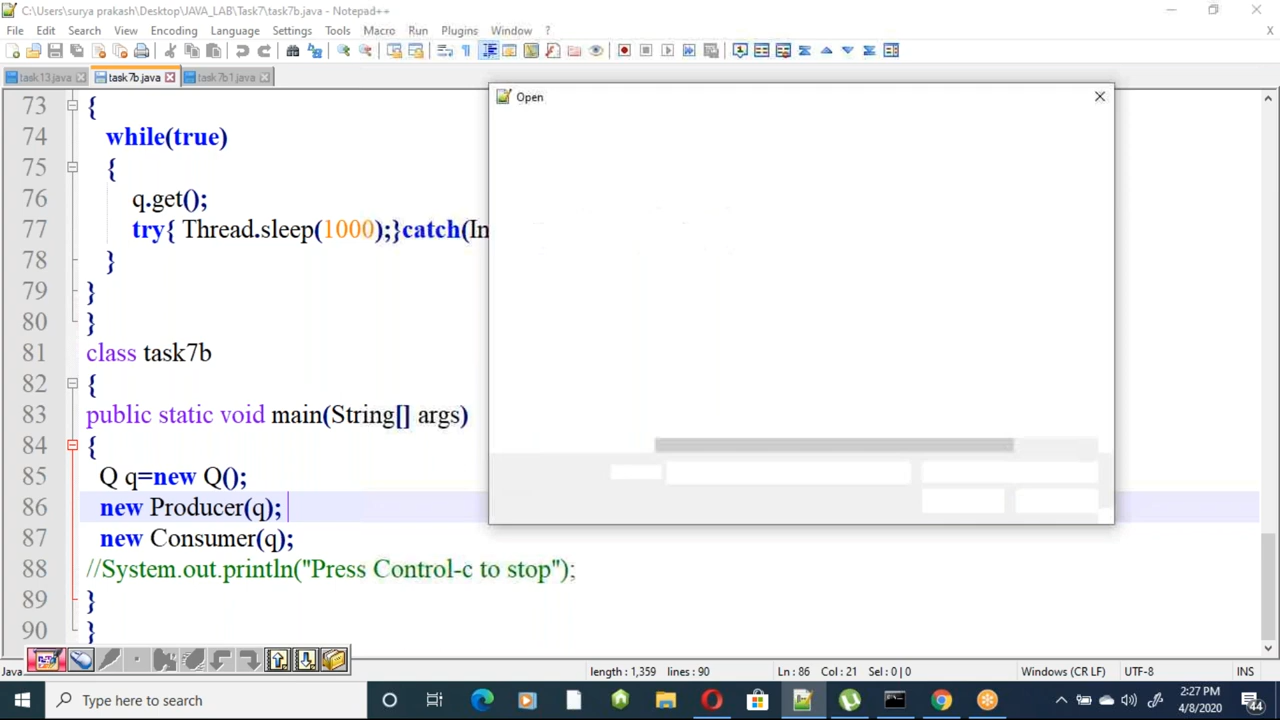 C:\Users\surya prakash\Desktop\JAVA_LAB\Task7\task7b.java - Notepad++
File Edit Search View Encoding Language Settings Tools Macro Run Plugins Window ?
X
task13.java task7b.java task7b1.java
Open
73 {
74 while(true)
75 {
76 q.get();
77 try{ Thread.sleep(1000);}catch(In
78 }
79 }
80 }
81 class task7b
82 {
83 public static void main(String[] args)
84 {
85 Q q=new Q();
86 new Producer(q);
87 new Consumer(q);
88 //System.out.println("Press Control-c to stop");
89 }
90 }
Java length : 1,359 lines : 90 Ln : 86 Col : 21 Sel : 0 | 0 Windows (CR LF) UTF-8 INS
Type here to search
2:27 PM
4/8/2020
44